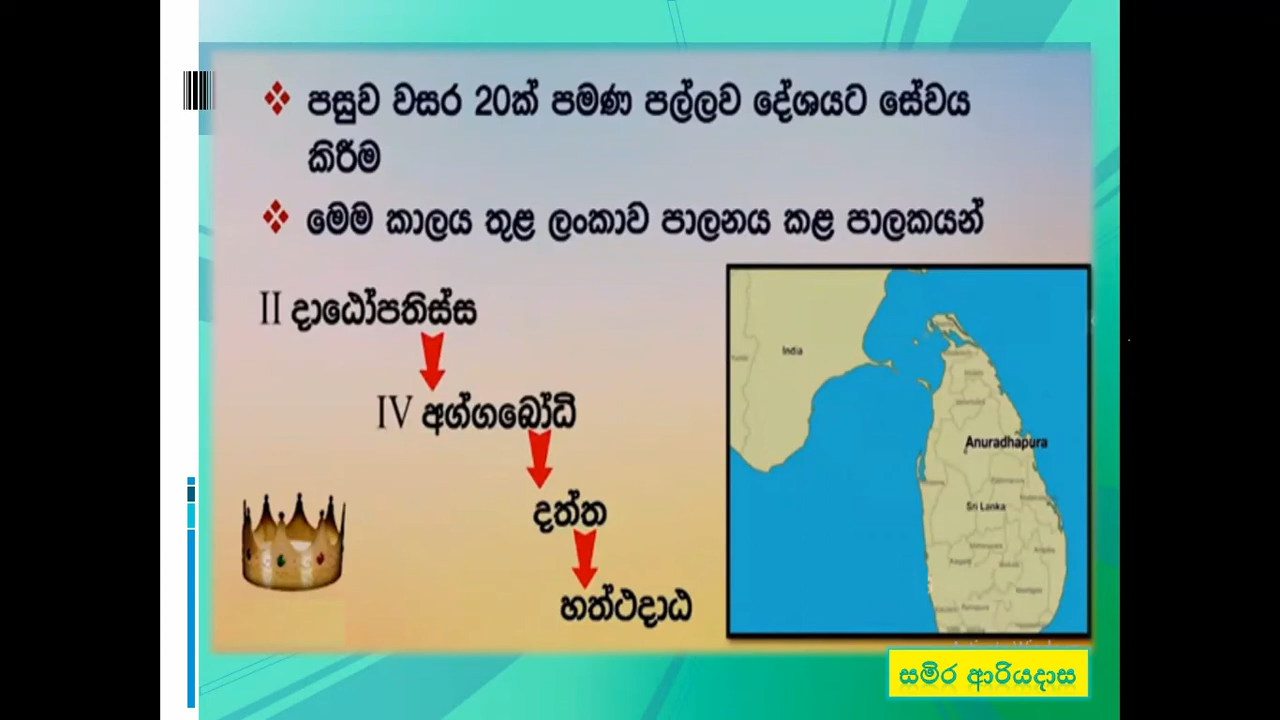 පසුව වසර 20ක් පමණ පල්ලව දේශයට සේවය
කිරීම
මෙම කාලය තුළ ලංකාව පාලනය කළ පාලකයන්
II දාඨෝපතිස්ස
IV අග්ගබෝධි
දත්ත
හත්ථදාඨ
India
Anuradhapura
Sri Lanka
සමිර ආරියදාස